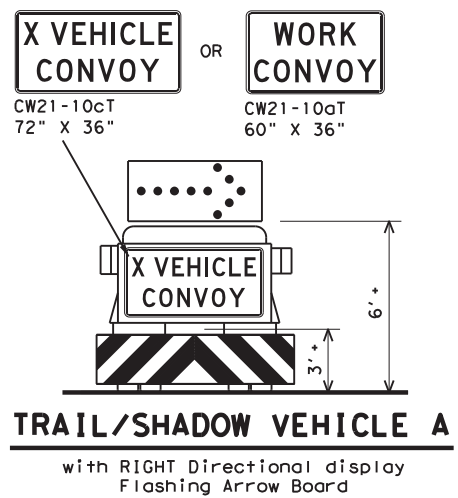 X VEHICLE
CONVOY
OR
WORK
CONVOY
CW21-10cT
72" X 36"
CW21-10aT
60" X 36"
X VEHICLE
CONVOY
6' +
3' +
TRAIL/SHADOW VEHICLE A
with RIGHT Directional display
Flashing Arrow Board